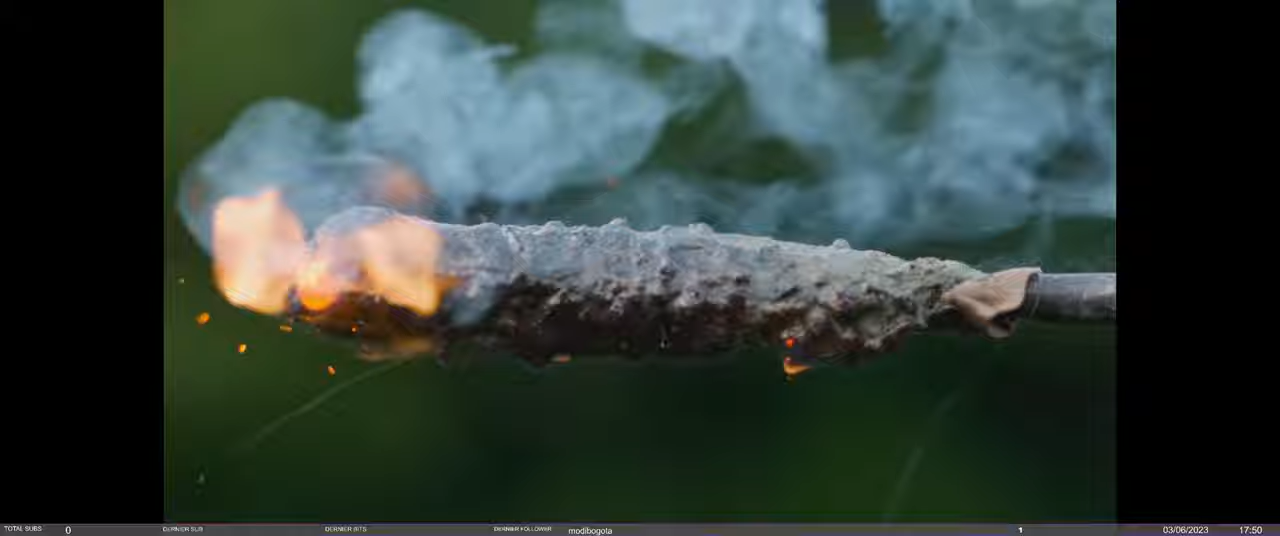 TOTAL SUBS 0 DERNIER SUB DERNIER BITS DERNIER FOLLOWER modibogota 1 03/06/2023 17:50